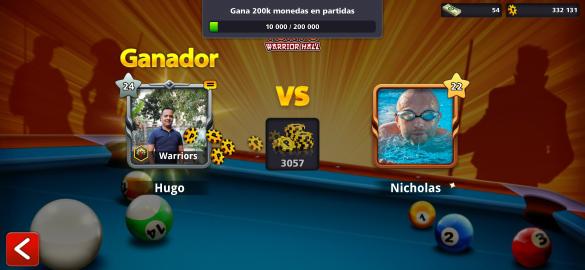 Gana 200k monedas en partidas
10 000 / 200 000
54
332 131
WARRIOR HALL
Ganador
VS
24
22
Warriors
3057
Hugo
Nicholas
14
1
2
3